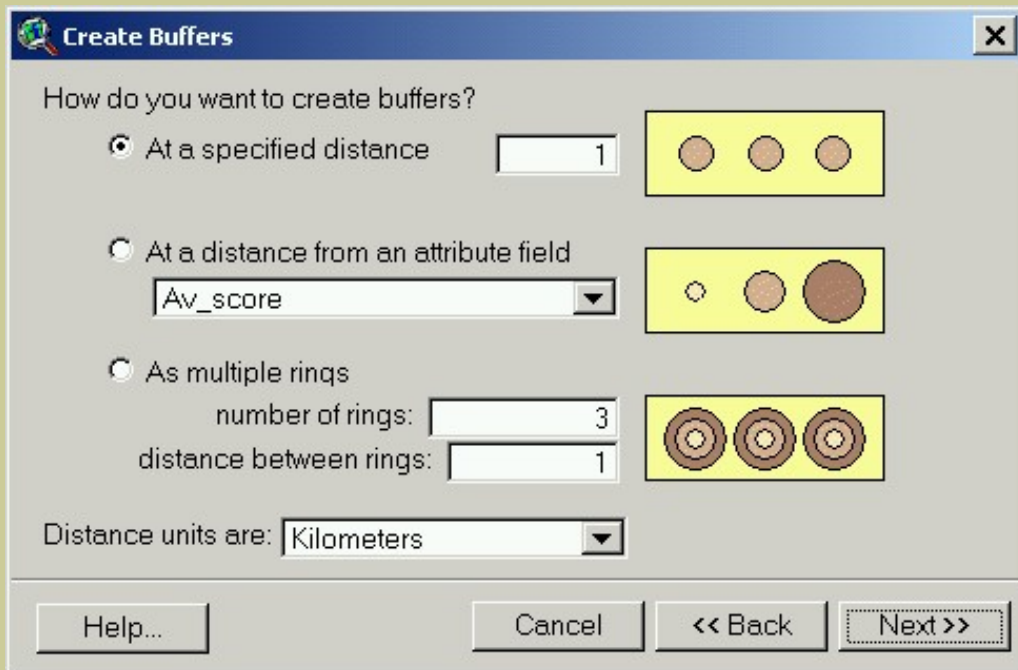 Create Buffers
How do you want to create buffers?
At a specified distance 1
At a distance from an attribute field
Av_score
As multiple rings
number of rings: 3
distance between rings: 1
Distance units are: Kilometers
Help... Cancel << Back Next >>